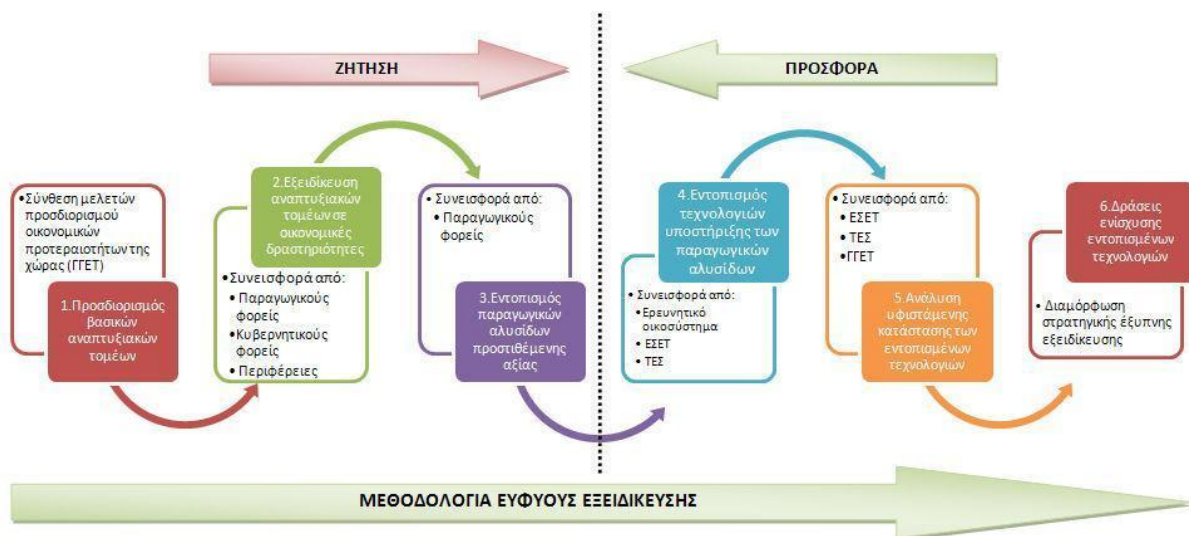 ΖΗΤΗΣΗ
ΠΡΟΣΦΟΡΑ
•Σύνθεση μελετών
προσδιορισμού
οικονομικών
προτεραιοτήτων της
χώρας (ΓΓΕΤ)
1.Προσδιορισμός
βασικών
αναπτυξιακών
τομέων
2.Εξειδίκευση
αναπτυξιακών
τομέων σε
οικονομικές
δραστηριότητες
•Συνεισφορά από:
• Παραγωγικούς
φορείς
•Κυβερνητικούς
φορείς
• Περιφέρειες
• Συνεισφορά από:
• Παραγωγικούς
φορείς
3.Εντοπισμός
παραγωγικών
αλυσίδων
προστιθέμενης
αξίας
4.Εντοπισμός
τεχνολογιών
υποστήριξης των
παραγωγικών
αλυσίδων
• Συνεισφορά από:
•Ερευνητικό
οικοσύστημα
• ΕΣΕΤ
• ΤΕΣ
• Συνεισφορά από:
• ΕΣΕΤ
• ΤΕΣ
•ΓΓΕΤ
5.Ανάλυση
υφιστάμενης
κατάστασης των
εντοπισμένων
τεχνολογιών
6.Δράσεις
ενίσχυσης
εντοπισμένων
τεχνολογιών
• Διαμόρφωση
στρατηγικής έξυπνης
εξειδίκευσης
ΜΕΘΟΔΟΛΟΓΙΑ ΕΥΦΥΟΥΣ ΕΞΕΙΔΙΚΕΥΣΗΣ